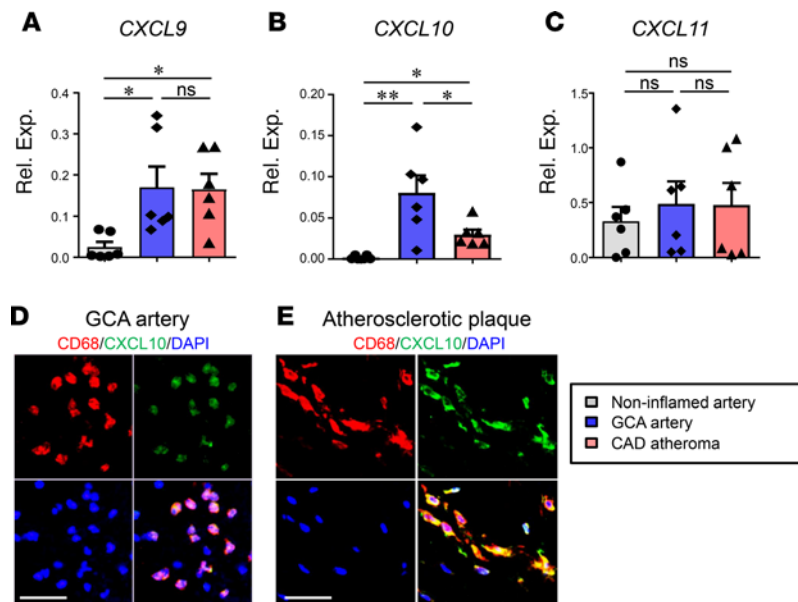 A
CXCL9
Rel. Exp.
0.4
0.3
0.2
0.1
0.0
*
*
ns
B
CXCL10
Rel. Exp.
0.20
0.15
0.10
0.05
0.00
*
**
*
C
CXCL11
Rel. Exp.
1.5
1.0
0.5
0.0
ns
ns
ns
D
GCA artery
CD68/CXCL10/DAPI
E
Atherosclerotic plaque
CD68/CXCL10/DAPI
Non-inflamed artery
GCA artery
CAD atheroma